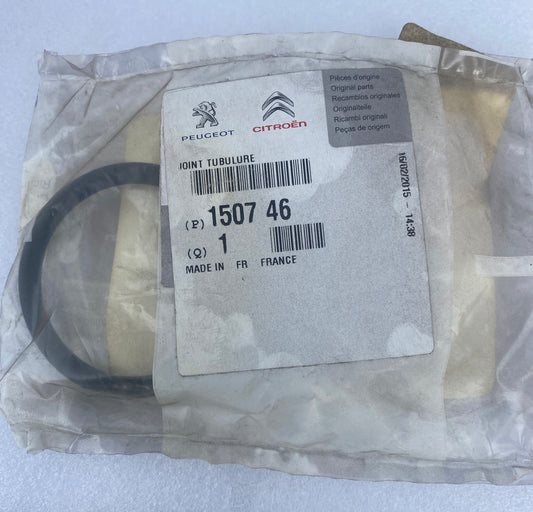 PEUGEOT
CITROËN
Pièces d'origine
Original parts
Recambios originales
Originalteile
Ricambi originali
Peças de origem
JOINT TUBULURE
(P) 1507 46
(Q) 1
MADE IN FR FRANCE
16/02/2015 - 14:38